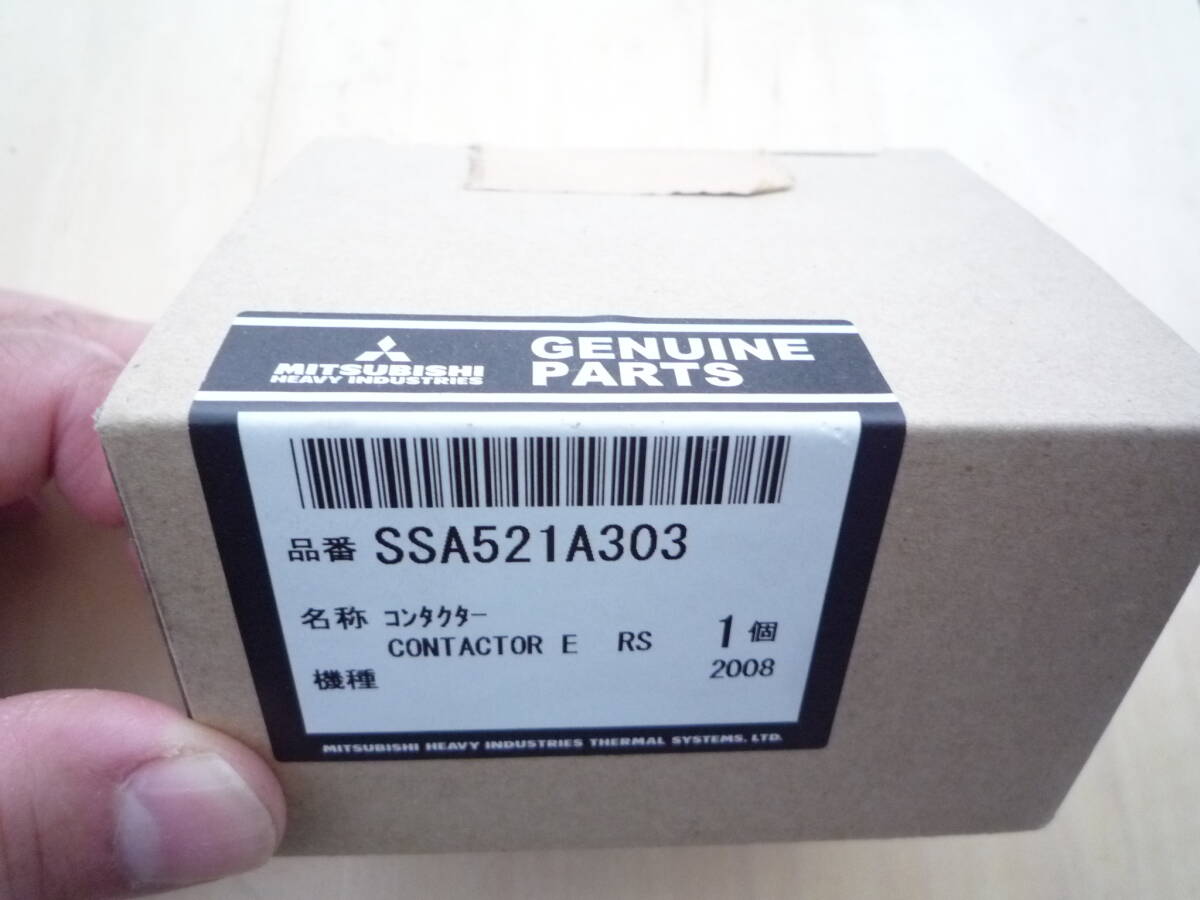 MITSUBISHI
HEAVY INDUSTRIES
GENUINE
PARTS
品番 SSA521A303
名称 コンタクター
CONTACTOR E RS 1個
機種 2008
MITSUBISHI HEAVY INDUSTRIES THERMAL SYSTEMS, LTD.